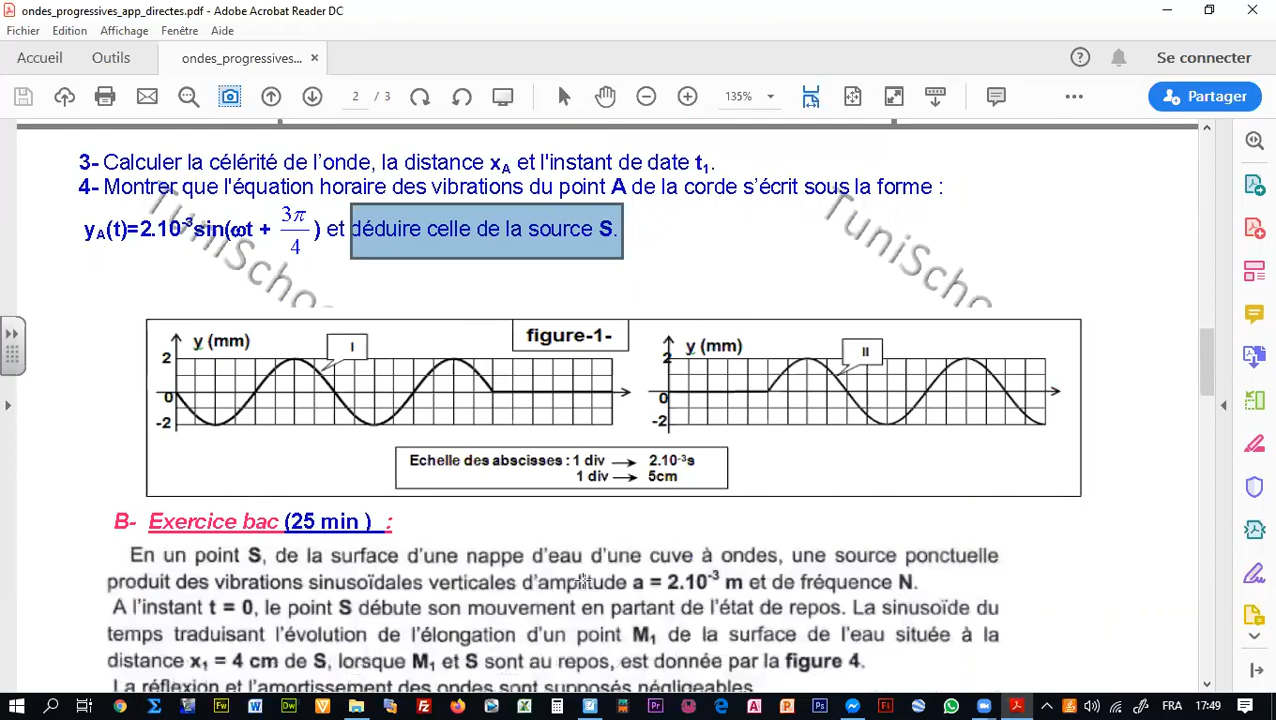 ondes_progressives_app_directes.pdf - Adobe Acrobat Reader DC
Fichier Edition Affichage Fenêtre Aide
Accueil Outils ondes_progressives... × Se connecter
2 / 3 135% Partager
3- Calculer la célérité de l'onde, la distance xA et l'instant de date t1.
4- Montrer que l'équation horaire des vibrations du point A de la corde s'écrit sous la forme :
yA(t)=2.10-3sin(ωt + 3π/4 ) et déduire celle de la source S.
TuniSchoo
TuniSchoo
y (mm) I figure-1- y (mm) II
2 2
0 0
-2 -2
Echelle des abscisses : 1 div → 2.10-3s
1 div → 5cm
B- Exercice bac (25 min ) :
En un point S, de la surface d'une nappe d'eau d'une cuve à ondes, une source ponctuelle
produit des vibrations sinusoïdales verticales d'amplitude a = 2.10-3 m et de fréquence N.
A l'instant t = 0, le point S débute son mouvement en partant de l'état de repos. La sinusoïde du
temps traduisant l'évolution de l'élongation d'un point M1 de la surface de l'eau située à la
distance x1 = 4 cm de S, lorsque M1 et S sont au repos, est donnée par la figure 4.
La réflexion et l'amortissement des ondes sont supposés négligeables.
FRA 17:49